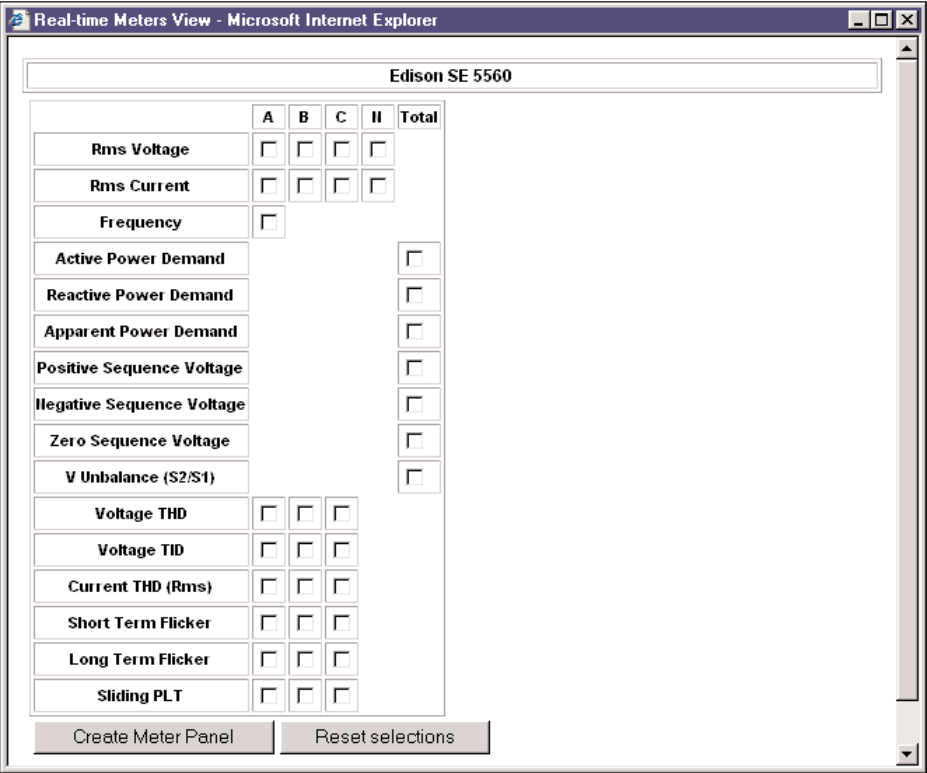 Real-time Meters View - Microsoft Internet Explorer
Edison SE 5560
A B C N Total
Rms Voltage
Rms Current
Frequency
Active Power Demand
Reactive Power Demand
Apparent Power Demand
Positive Sequence Voltage
Negative Sequence Voltage
Zero Sequence Voltage
V Unbalance (S2/S1)
Voltage THD
Voltage TID
Current THD (Rms)
Short Term Flicker
Long Term Flicker
Sliding PLT
Create Meter Panel Reset selections